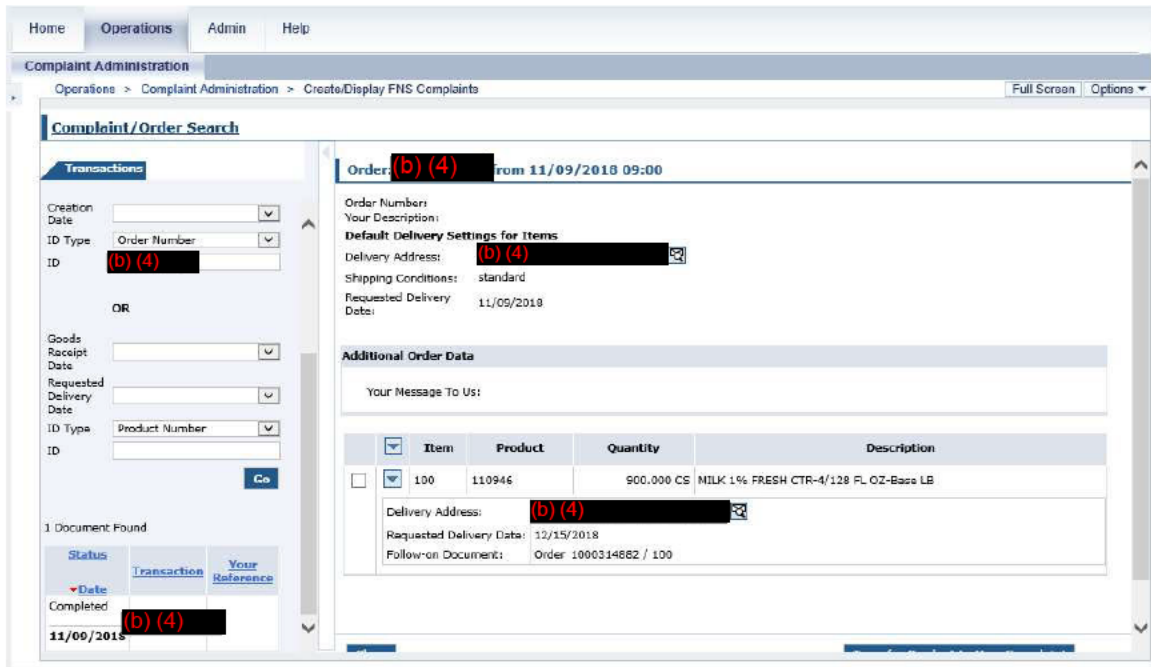 Home Operations Admin Help
Complaint Administration
Operations > Complaint Administration > Create/Display FNS Complaints
Full Screen Options
Complaint/Order Search
Transactions
Creation Date
ID Type Order Number
ID (b) (4)
OR
Goods Receipt Date
Requested Delivery Date
ID Type Product Number
ID
Go
1 Document Found
Status
Date Transaction Your Reference
Completed
11/09/2018 (b) (4)
Order: (b) (4) from 11/09/2018 09:00
Order Number:
Your Description:
Default Delivery Settings for Items
Delivery Address: (b) (4)
Shipping Conditions: standard
Requested Delivery Date: 11/09/2018
Additional Order Data
Your Message To Us:
Item Product Quantity Description
100 110946 900.000 CS MILK 1% FRESH CTR-4/128 FL OZ-Base LB
Delivery Address: (b) (4)
Requested Delivery Date: 12/15/2018
Follow-on Document: Order 1000314882 / 100